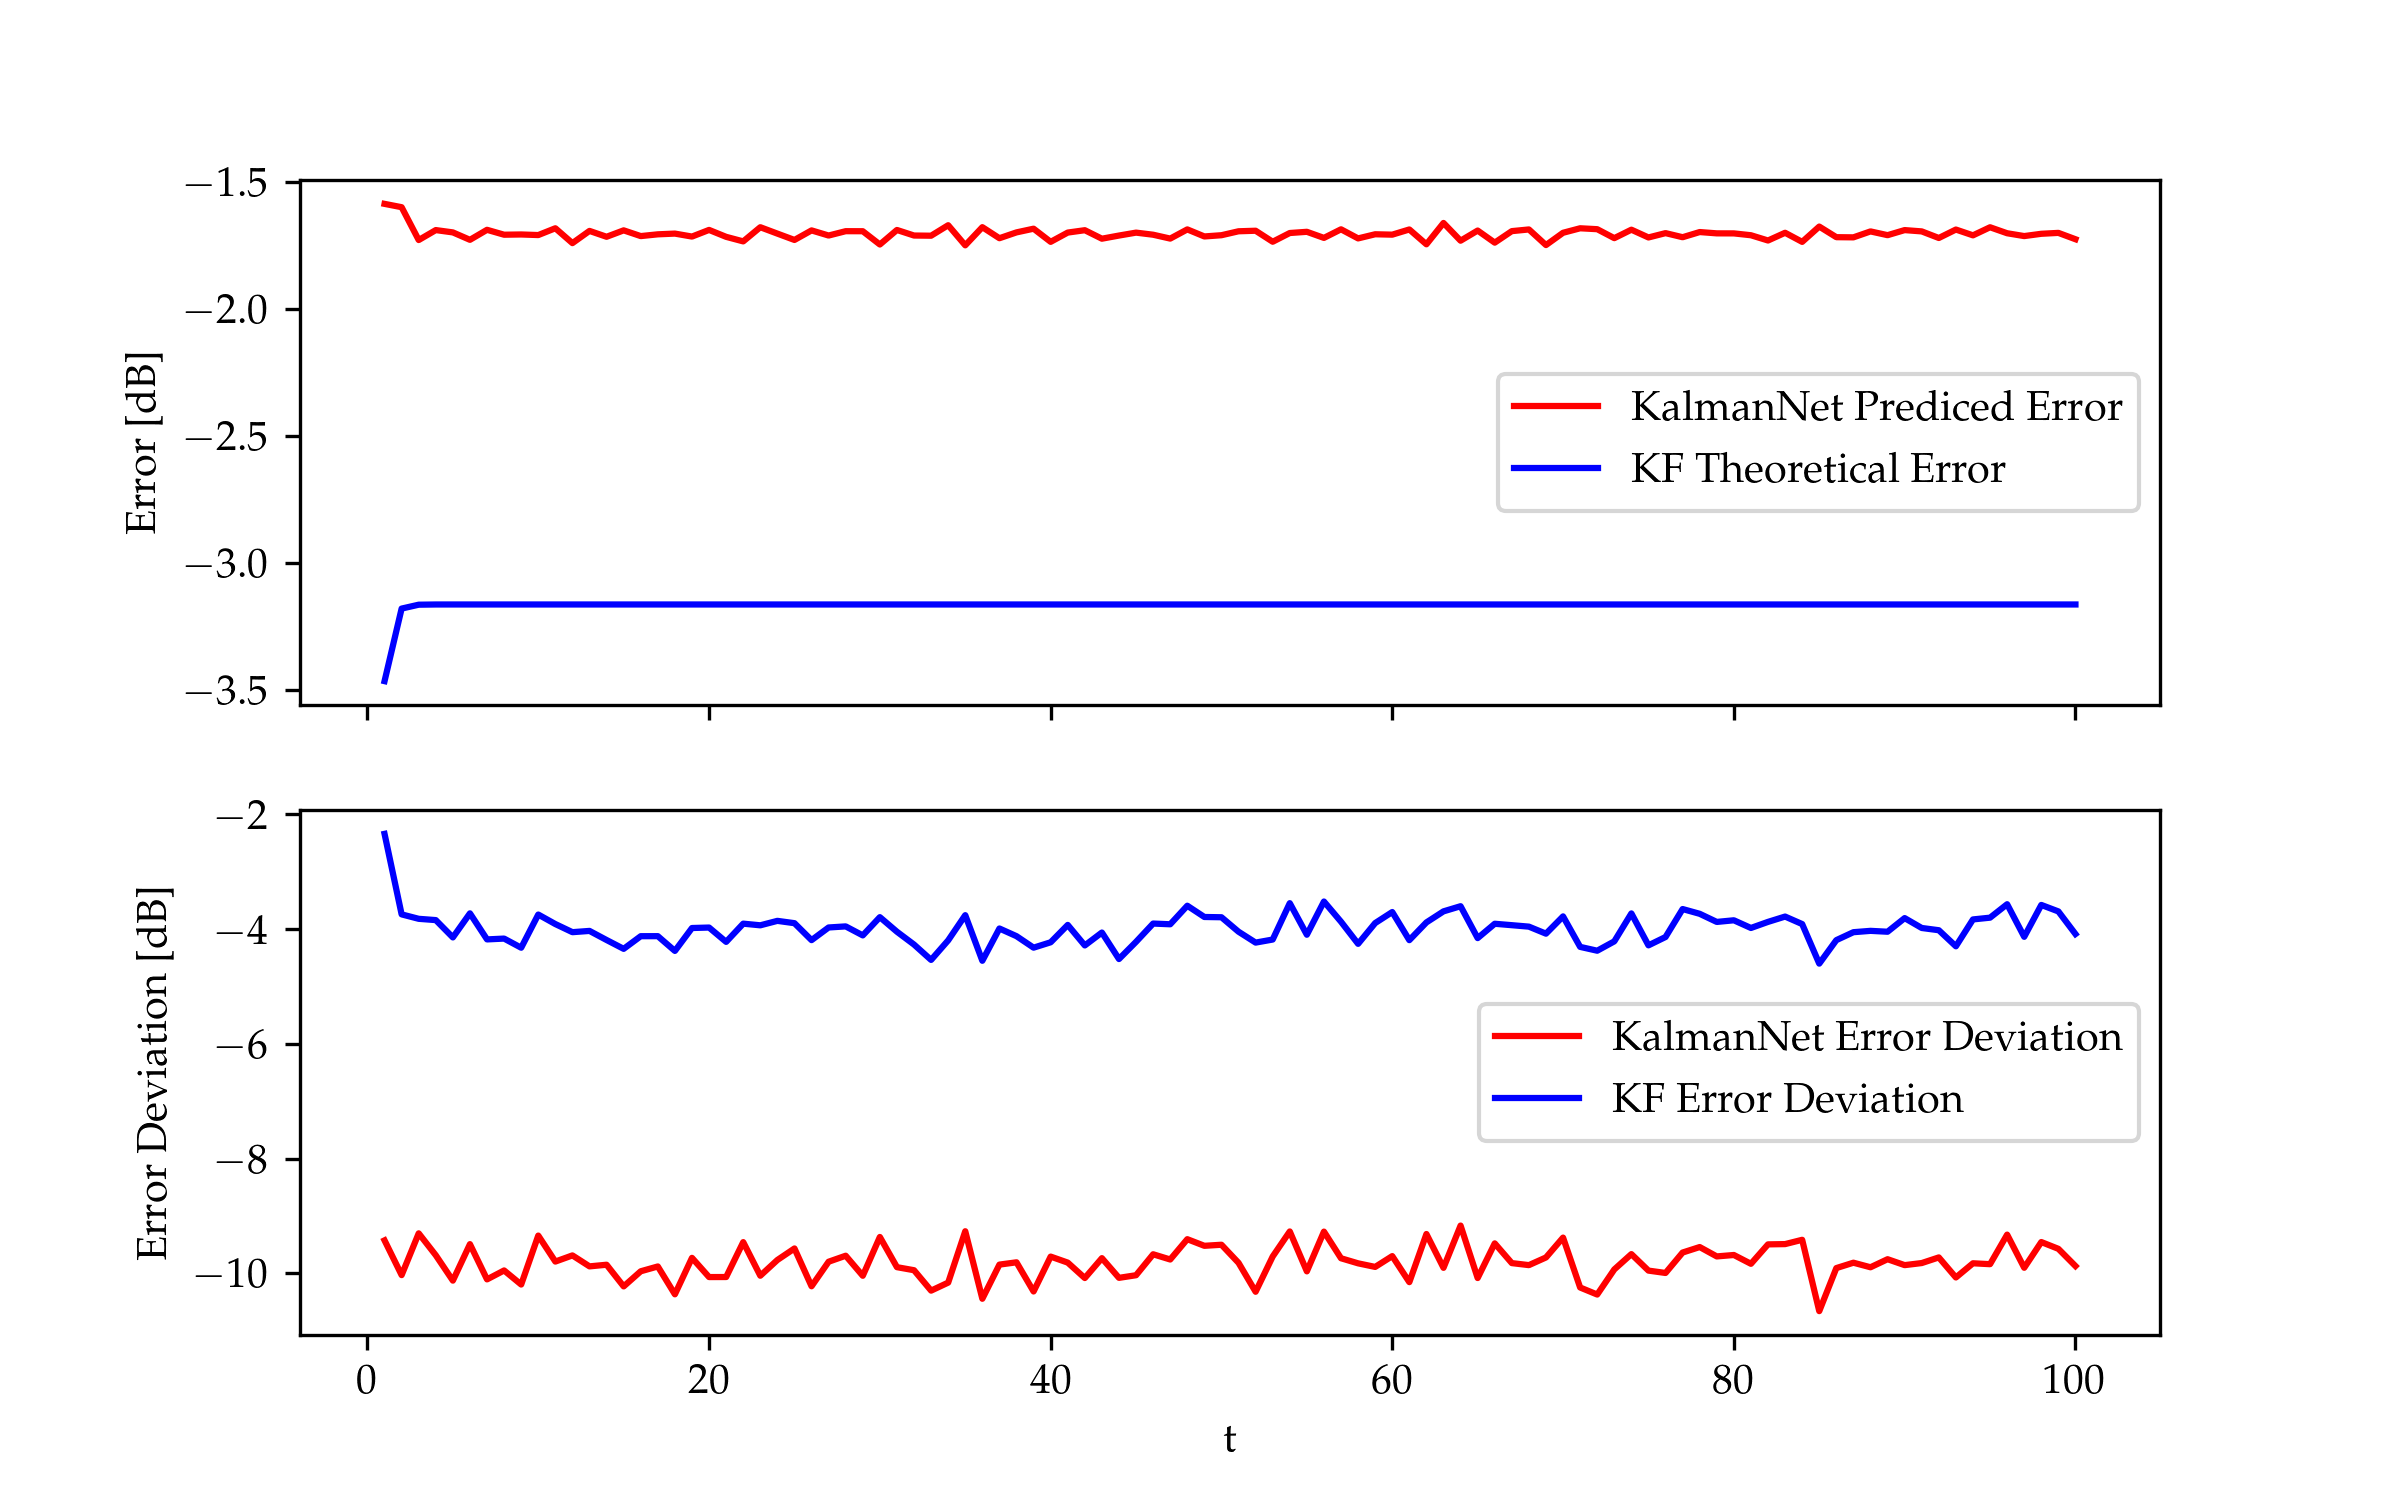 −1.5
−2.0
−2.5
−3.0
−3.5
Error [dB]
KalmanNet Prediced Error
KF Theoretical Error
−2
−4
−6
−8
−10
Error Deviation [dB]
KalmanNet Error Deviation
KF Error Deviation
0 20 40 60 80 100
t